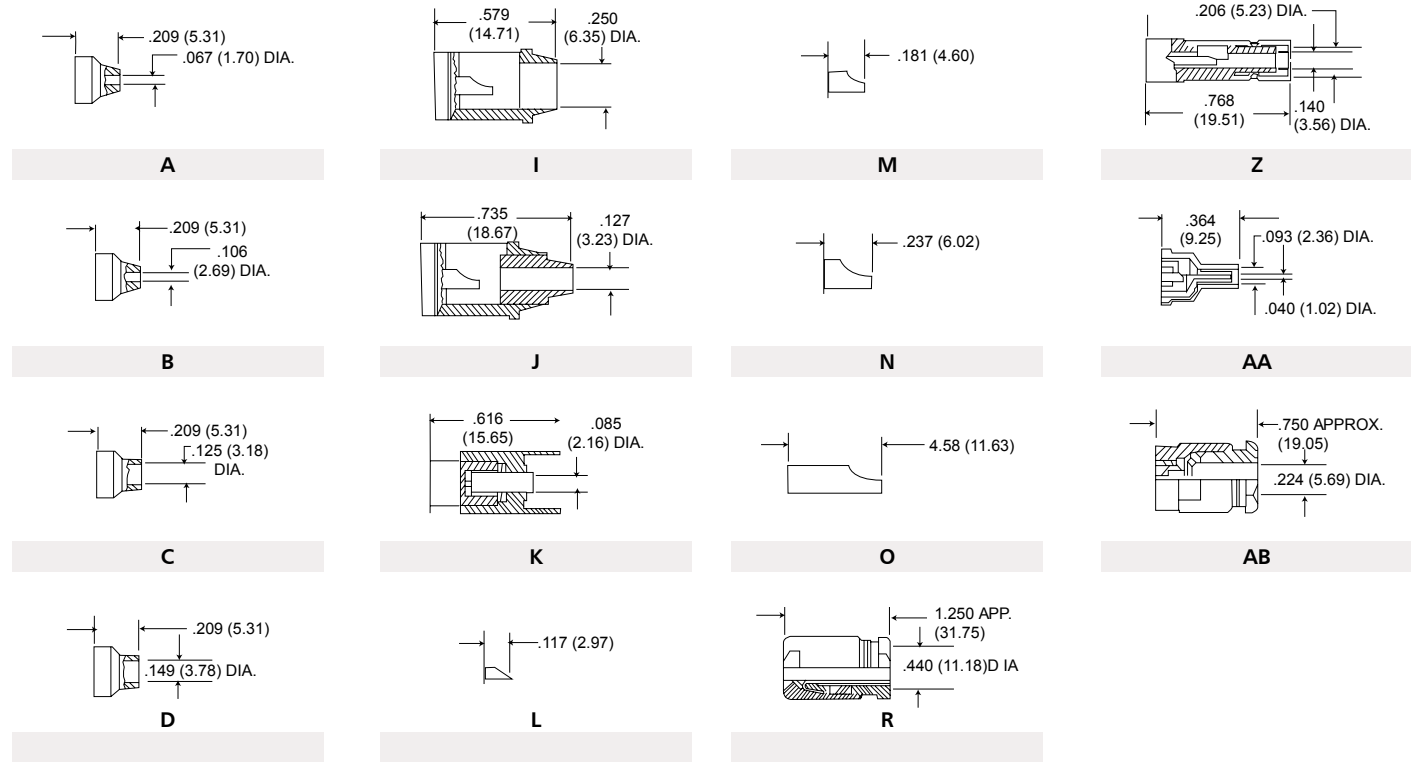 .209 (5.31)
.067 (1.70) DIA.
A
.579
(14.71)
.250
(6.35) DIA.
I
.181 (4.60)
M
.206 (5.23) DIA.
.768
(19.51)
.140
(3.56) DIA.
Z
.209 (5.31)
.106
(2.69) DIA.
B
.735
(18.67)
.127
(3.23) DIA.
J
.237 (6.02)
N
.364
(9.25)
.093 (2.36) DIA.
.040 (1.02) DIA.
AA
.209 (5.31)
.125 (3.18)
DIA.
C
.616
(15.65)
.085
(2.16) DIA.
K
4.58 (11.63)
O
.750 APPROX.
(19.05)
.224 (5.69) DIA.
AB
.209 (5.31)
.149 (3.78) DIA.
D
.117 (2.97)
L
1.250 APP.
(31.75)
.440 (11.18)D IA
R